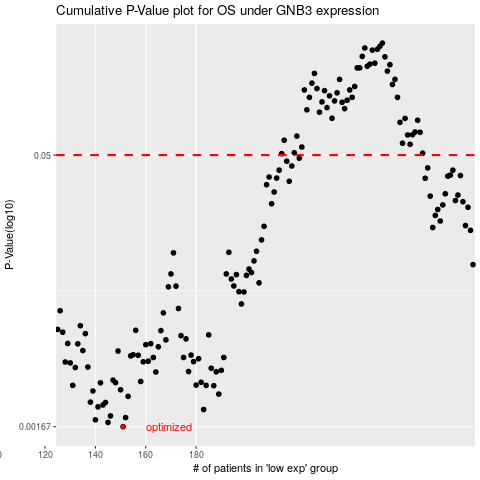 Cumulative P-Value plot for OS under GNB3 expression
P-Value(log10)
0.05
0.00167
optimized
0 120 140 160 180
# of patients in 'low exp' group